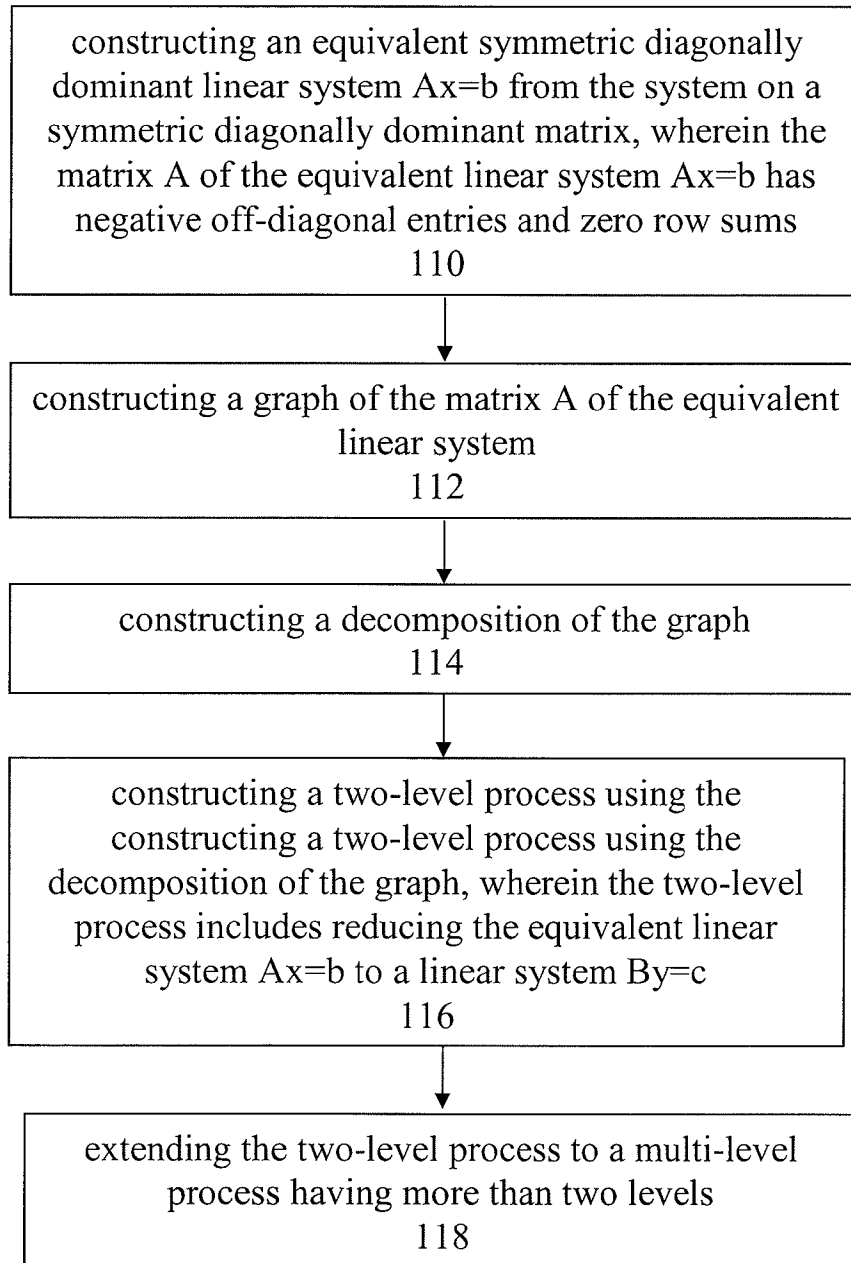 constructing an equivalent symmetric diagonally
dominant linear system Ax=b from the system on a
symmetric diagonally dominant matrix, wherein the
matrix A of the equivalent linear system Ax=b has
negative off-diagonal entries and zero row sums
110
constructing a graph of the matrix A of the equivalent
linear system
112
constructing a decomposition of the graph
114
constructing a two-level process using the
constructing a two-level process using the
decomposition of the graph, wherein the two-level
process includes reducing the equivalent linear
system Ax=b to a linear system By=c
116
extending the two-level process to a multi-level
process having more than two levels
118